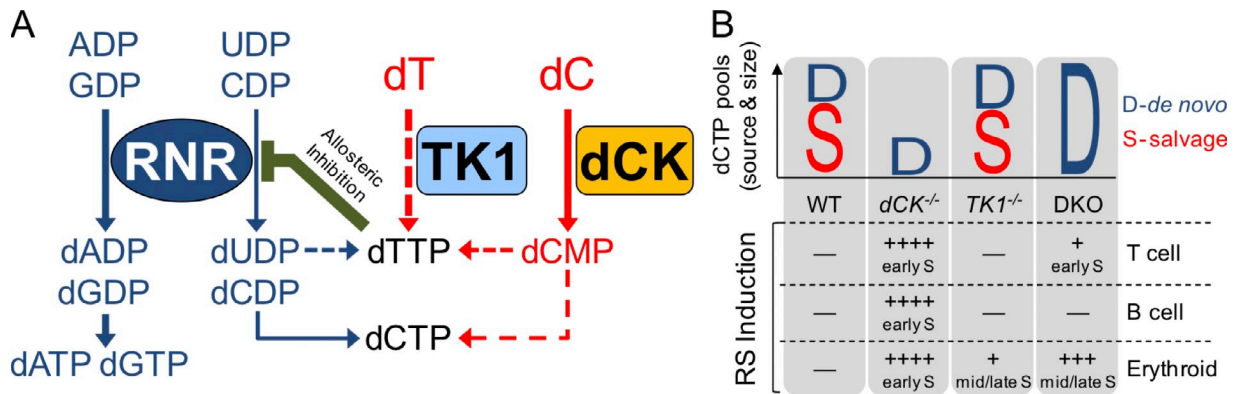 A
ADP
GDP
UDP
CDP
dT
dC
RNR
Allosteric
Inhibition
TK1
dCK
dADP
dGDP
dUDP
dCDP
dTTP
dCMP
dATP dGTP
dCTP
B
dCTP pools
(source & size)
D
S
D
D
S
D
D-de novo
S-salvage
WT
dCK-/-
TK1-/-
DKO
RS Induction
—
++++
early S
—
+
early S
T cell
—
++++
early S
—
—
B cell
—
++++
early S
+
mid/late S
+++
mid/late S
Erythroid